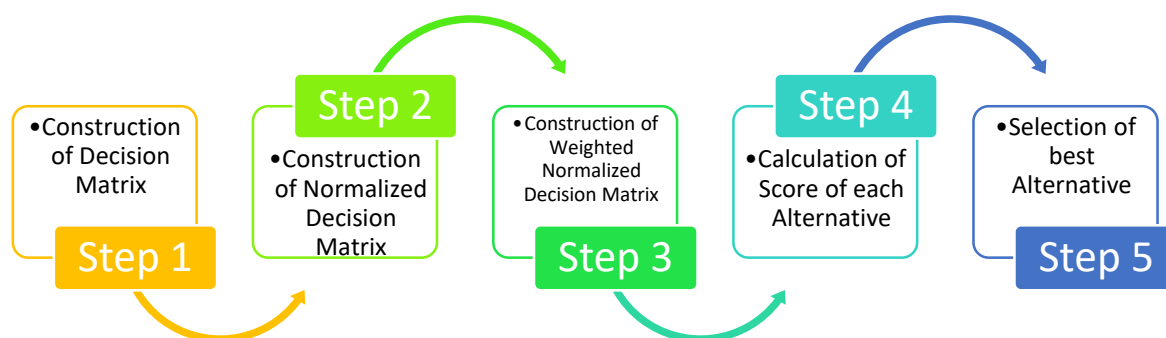 •Construction
of Decision
Matrix
Step 1
Step 2
•Construction
of Normalized
Decision
Matrix
•Construction of
Weighted
Normalized
Decision Matrix
Step 3
Step 4
•Calculation of
Score of each
Alternative
•Selection of
best
Alternative
Step 5